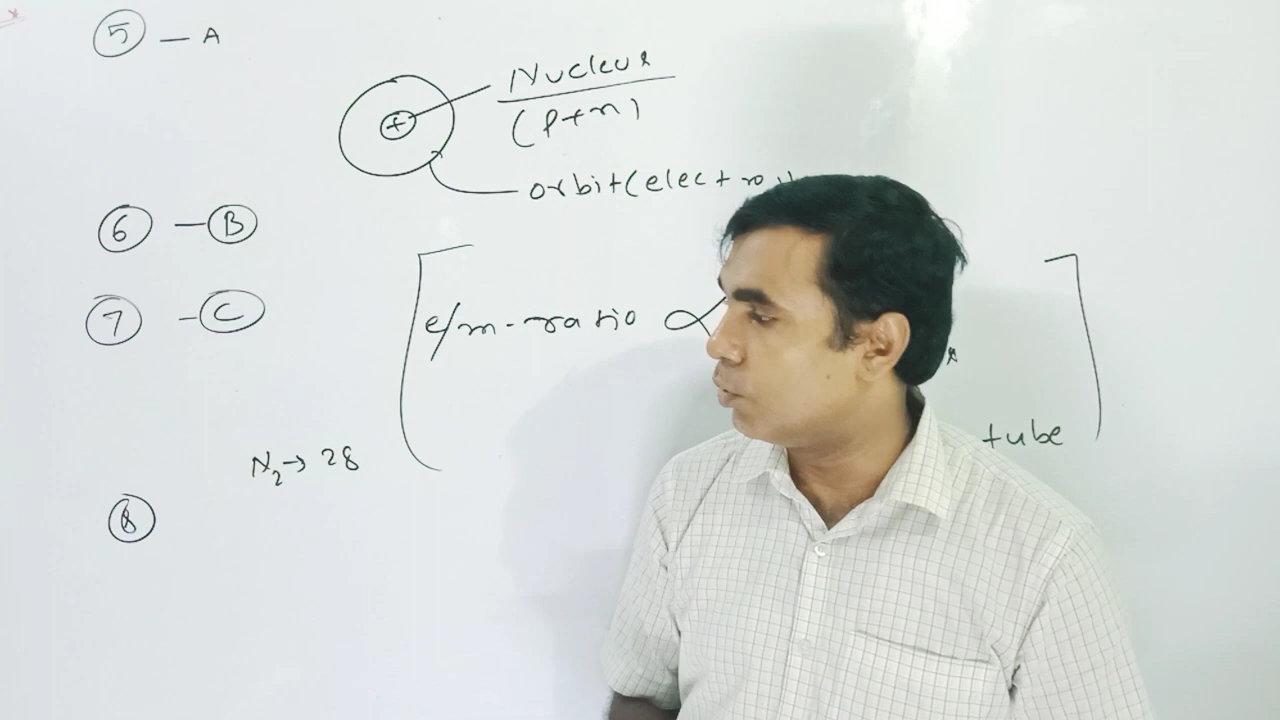 5 — A
Nucleus
(P+n)
+
orbit(electron)
6 — B
7 – C
e/m-ratio ∝
tube
N₂→ 28
8